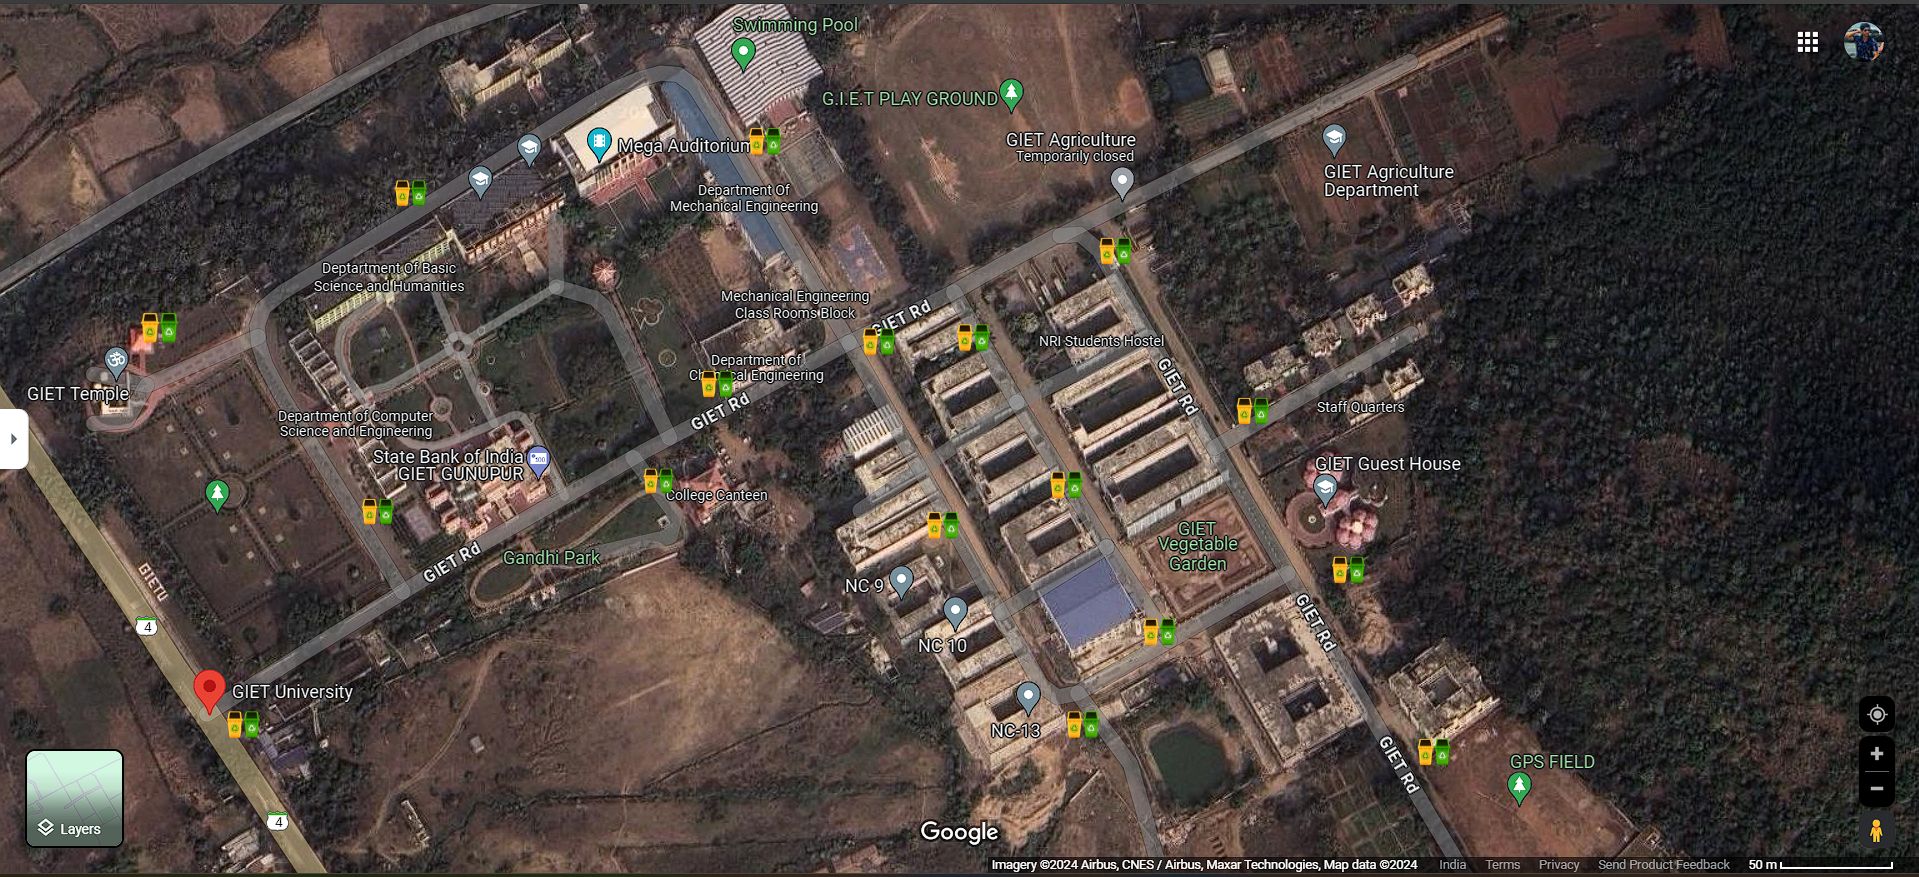 Swimming Pool
G.I.E.T PLAY GROUND
GIET Agriculture
Temporarily closed
Mega Auditorium
GIET Agriculture
Department
Department Of
Mechanical Engineering
Deptartment Of Basic
Science and Humanities
Mechanical Engineering
Class Rooms Block
GIET Rd
NRI Students Hostel
Department of
Chemical Engineering
GIET Rd
GIET Rd
GIET Temple
Staff Quarters
Department of Computer
Science and Engineering
State Bank of India
GIET GUNUPUR
GIET Guest House
College Canteen
GIET
Vegetable
Garden
GIET Rd
Gandhi Park
GIETU
NC 9
4
NC 10
GIET Rd
GIET University
NC-13
GIET Rd
GPS FIELD
4
Layers
Google
Imagery ©2024 Airbus, CNES / Airbus, Maxar Technologies, Map data ©2024 India Terms Privacy Send Product Feedback 50 m